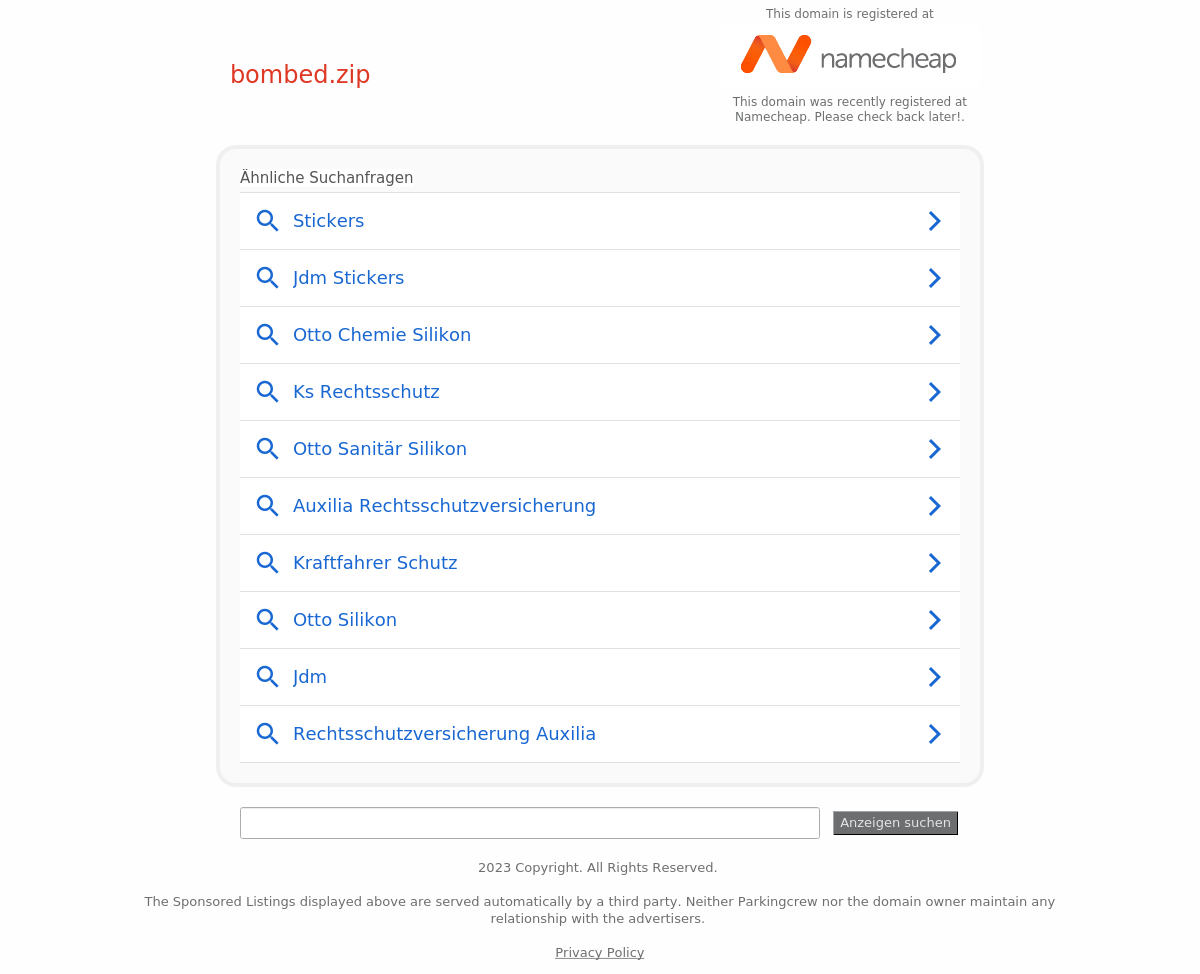 This domain is registered at
namecheap
bombed.zip
This domain was recently registered at
Namecheap. Please check back later!.
Ähnliche Suchanfragen
Stickers
Jdm Stickers
Otto Chemie Silikon
Ks Rechtsschutz
Otto Sanitär Silikon
Auxilia Rechtsschutzversicherung
Kraftfahrer Schutz
Otto Silikon
Jdm
Rechtsschutzversicherung Auxilia
Anzeigen suchen
2023 Copyright. All Rights Reserved.
The Sponsored Listings displayed above are served automatically by a third party. Neither Parkingcrew nor the domain owner maintain any
relationship with the advertisers.
Privacy Policy